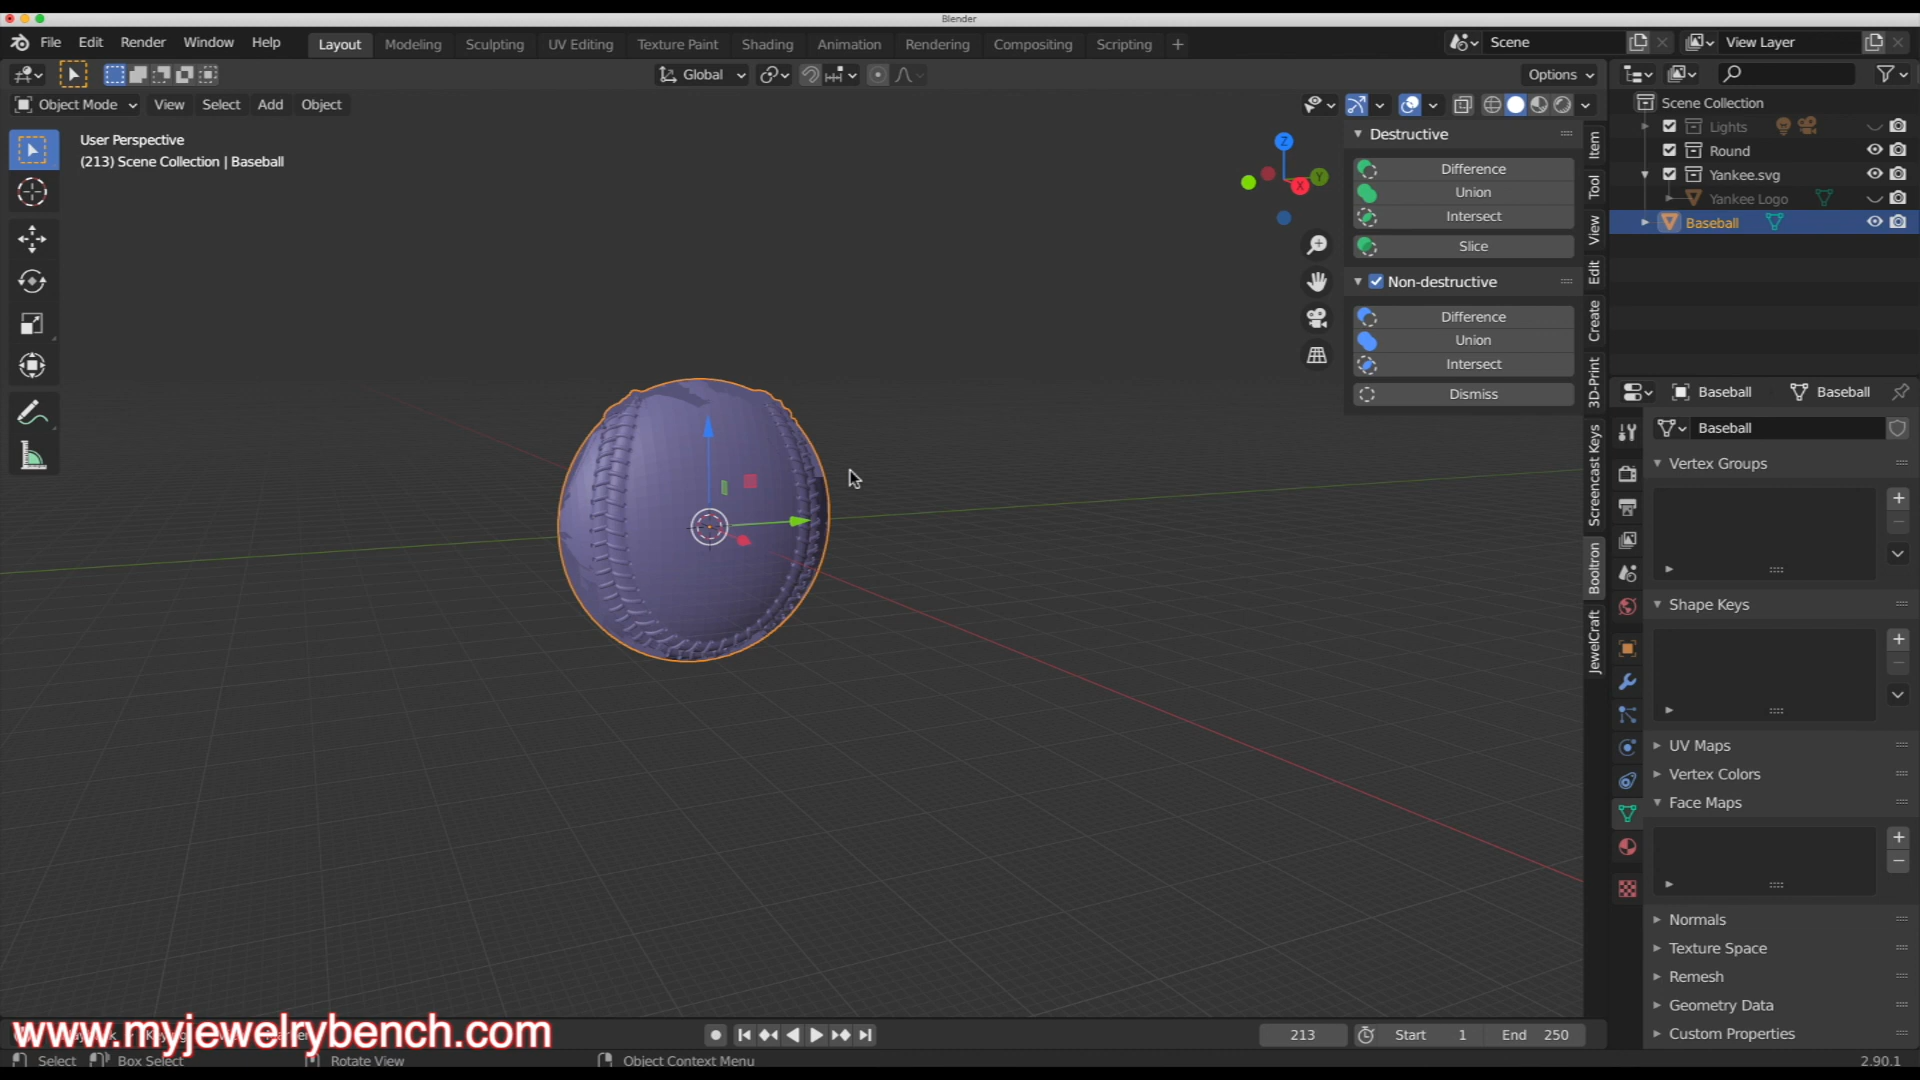 Blender
File Edit Render Window Help Layout Modeling Sculpting UV Editing Texture Paint Shading Animation Rendering Compositing Scripting + Scene View Layer
Global Options
Object Mode View Select Add Object
User Perspective
(213) Scene Collection | Baseball
Z
Y
X
Destructive
Difference
Union
Intersect
Slice
Non-destructive
Difference
Union
Intersect
Dismiss
Item
Tool
View
Edit
Create
3D-Print
Screencast Keys
Booltron
JewelCraft
Scene Collection
Lights
Round
Yankee.svg
Yankee Logo
Baseball
Baseball Baseball
Baseball
Vertex Groups
Shape Keys
UV Maps
Vertex Colors
Face Maps
Normals
Texture Space
Remesh
Geometry Data
Custom Properties
www.myjewelrybench.com
213 Start 1 End 250
Select Box Select Rotate View Object Context Menu 2.90.1